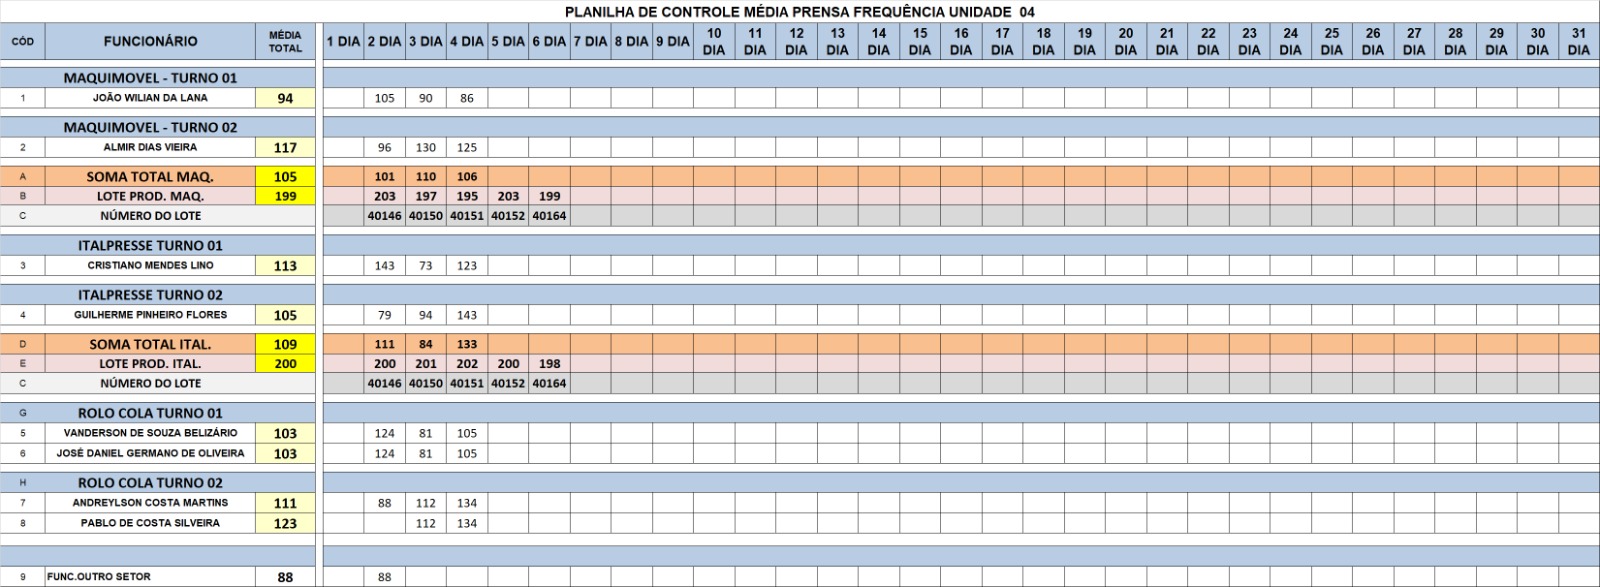 PLANILHA DE CONTROLE MÉDIA PRENSA FREQUÊNCIA UNIDADE 04
CÓD FUNCIONÁRIO MÉDIA TOTAL 1 DIA 2 DIA 3 DIA 4 DIA 5 DIA 6 DIA 7 DIA 8 DIA 9 DIA 10 DIA 11 DIA 12 DIA 13 DIA 14 DIA 15 DIA 16 DIA 17 DIA 18 DIA 19 DIA 20 DIA 21 DIA 22 DIA 23 DIA 24 DIA 25 DIA 26 DIA 27 DIA 28 DIA 29 DIA 30 DIA 31 DIA
MAQUIMOVEL - TURNO 01
1 JOÃO WILIAN DA LANA 94 105 90 86
MAQUIMOVEL - TURNO 02
2 ALMIR DIAS VIEIRA 117 96 130 125
A SOMA TOTAL MAQ. 105 101 110 106
B LOTE PROD. MAQ. 199 203 197 195 203 199
C NÚMERO DO LOTE 40146 40150 40151 40152 40164
ITALPRESSE TURNO 01
3 CRISTIANO MENDES LINO 113 143 73 123
ITALPRESSE TURNO 02
4 GUILHERME PINHEIRO FLORES 105 79 94 143
D SOMA TOTAL ITAL. 109 111 84 133
E LOTE PROD. ITAL. 200 200 201 202 200 198
C NÚMERO DO LOTE 40146 40150 40151 40152 40164
G ROLO COLA TURNO 01
5 VANDERSON DE SOUZA BELIZÁRIO 103 124 81 105
6 JOSÉ DANIEL GERMANO DE OLIVEIRA 103 124 81 105
H ROLO COLA TURNO 02
7 ANDREYLSON COSTA MARTINS 111 88 112 134
8 PABLO DE COSTA SILVEIRA 123 112 134
9 FUNC.OUTRO SETOR 88 88